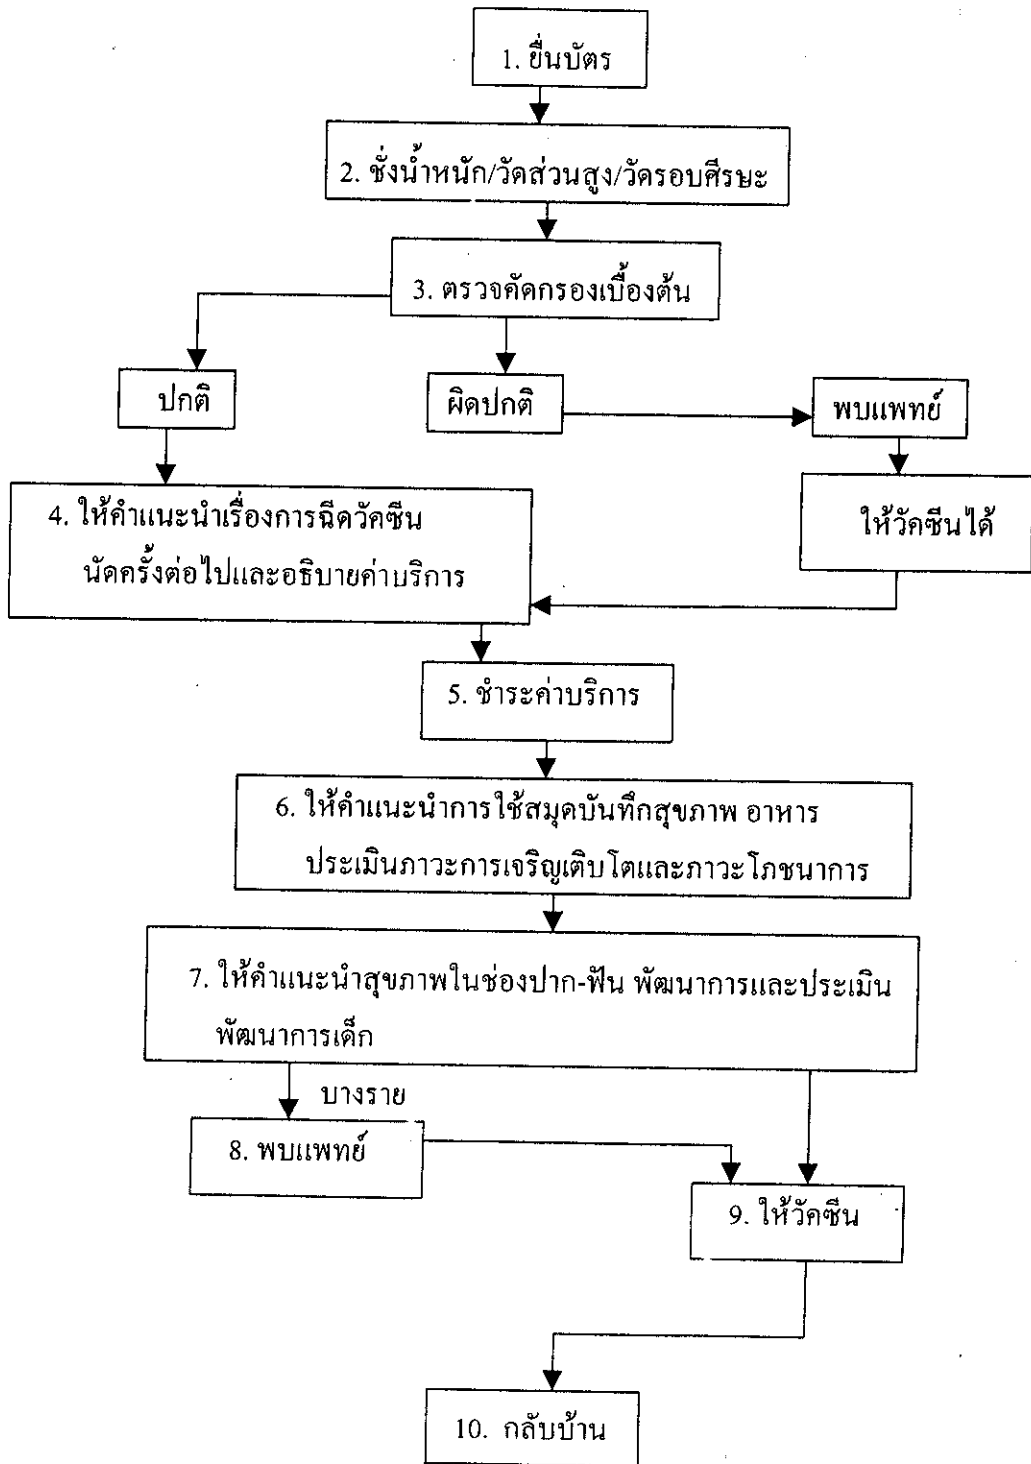 1. ยื่นบัตร
2. ชั่งน้ำหนัก/วัดส่วนสูง/วัดรอบศีรษะ
3. ตรวจคัดกรองเบื้องต้น
ปกติ
ผิดปกติ
พบแพทย์
4. ให้คำแนะนำเรื่องการฉีดวัคซีน
นัดครั้งต่อไปและอธิบายค่าบริการ
ให้วัคซีนได้
5. ชำระค่าบริการ
6. ให้คำแนะนำการใช้สมุดบันทึกสุขภาพ อาหาร
ประเมินภาวะการเจริญเติบโตและภาวะโภชนาการ
7. ให้คำแนะนำสุขภาพในช่องปาก-ฟัน พัฒนาการและประเมิน
พัฒนาการเด็ก
บางราย
8. พบแพทย์
9. ให้วัคซีน
10. กลับบ้าน